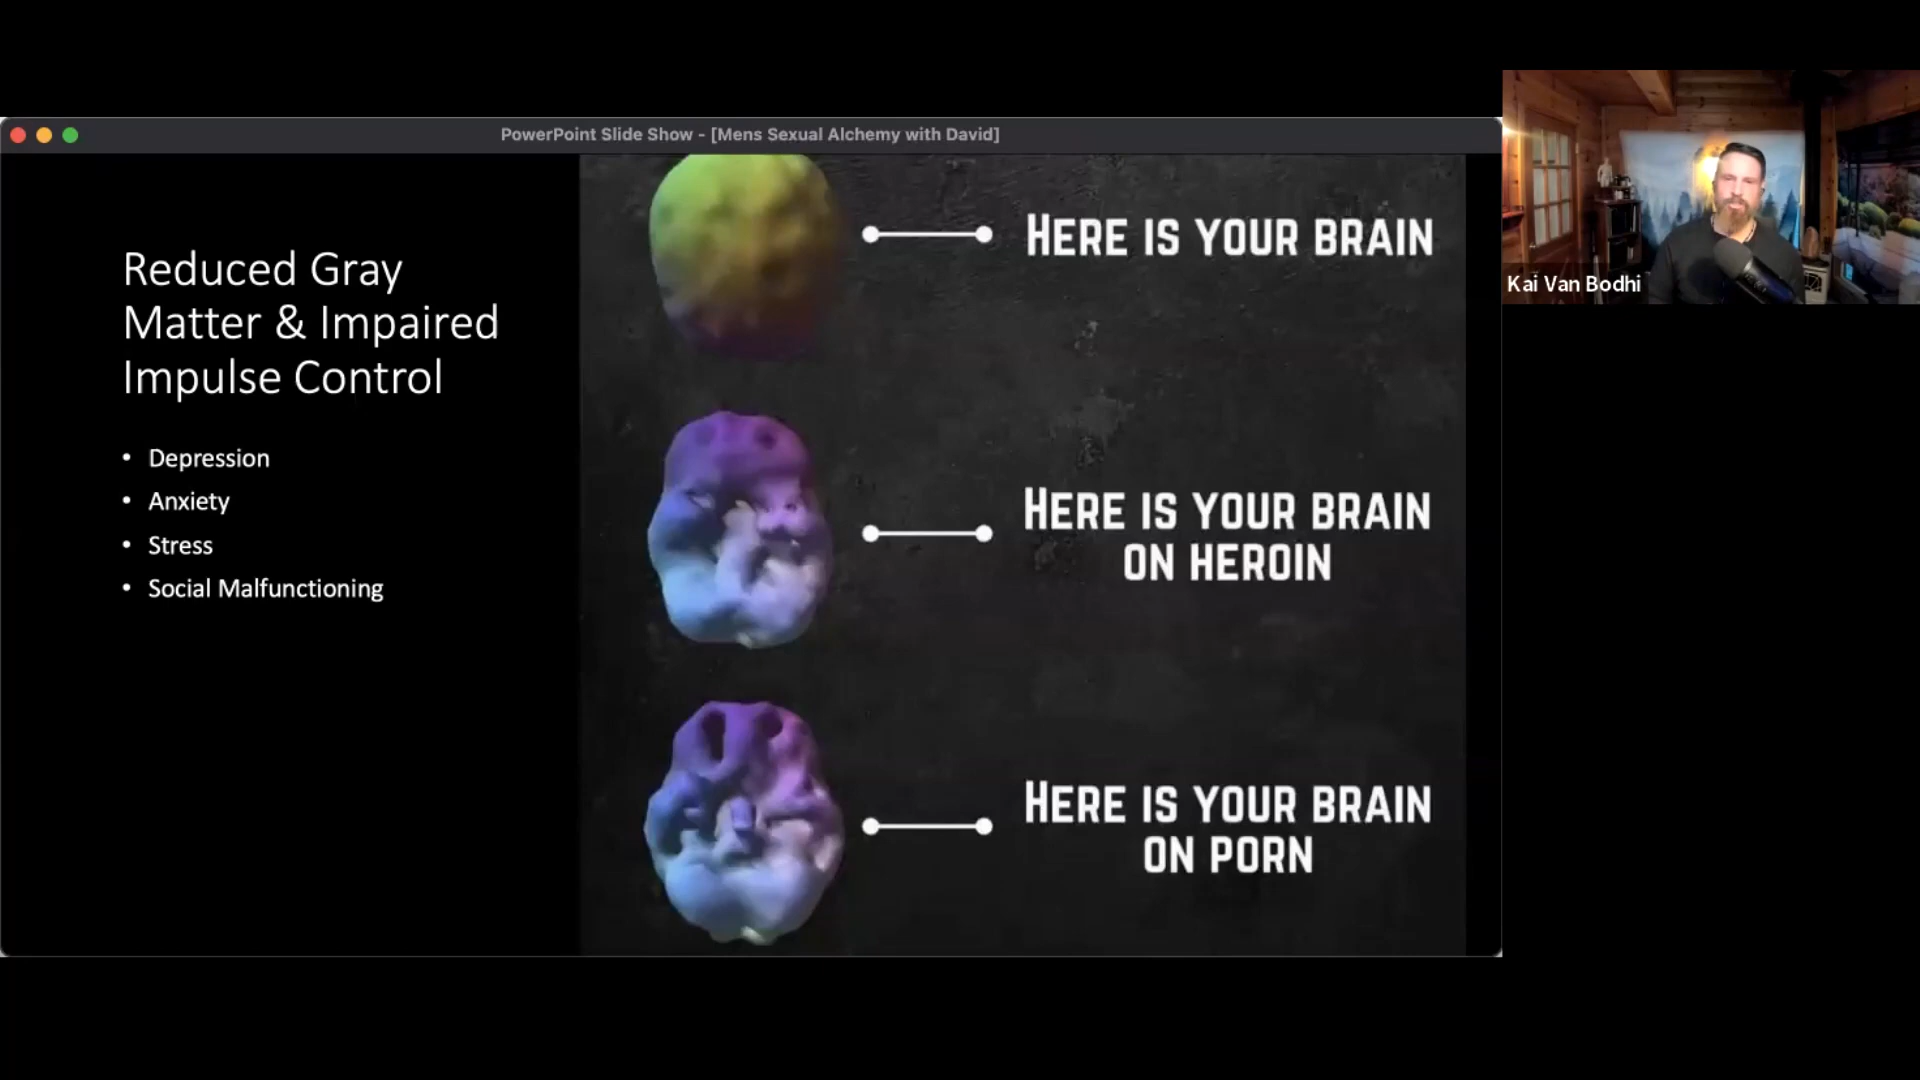 PowerPoint Slide Show - [Mens Sexual Alchemy with David]
Reduced Gray
Matter & Impaired
Impulse Control
• Depression
• Anxiety
• Stress
• Social Malfunctioning
HERE IS YOUR BRAIN
HERE IS YOUR BRAIN
ON HEROIN
HERE IS YOUR BRAIN
ON PORN
Kai Van Bodhi